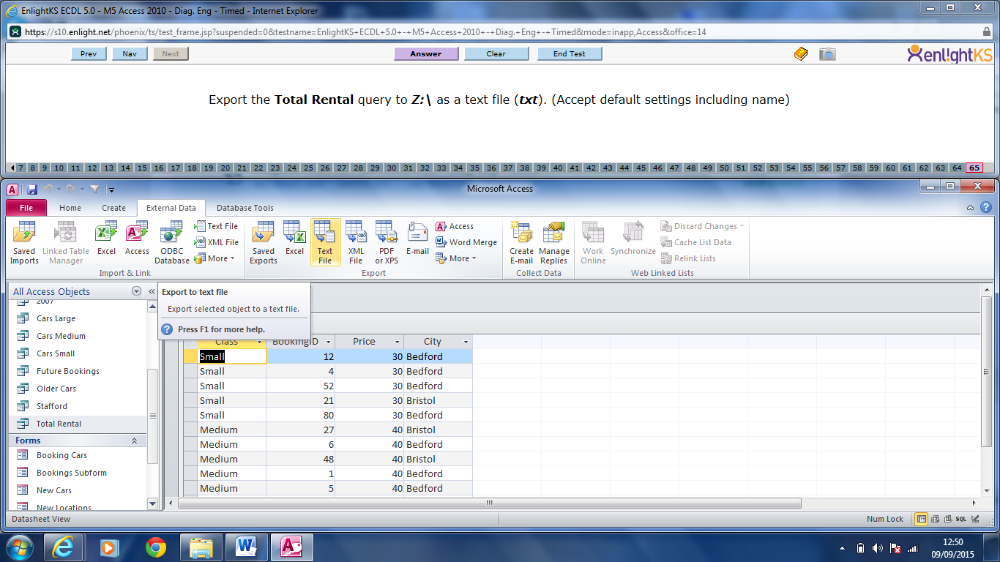 EnlightKS ECDL 5.0 - M5 Access 2010 - Diag. Eng - Timed - Internet Explorer
https://s10.enlight.net/phoenix/ts/test_frame.jsp?suspended=0&testname=EnlightKS+ECDL+5.0+-+M5+Access+2010+-+Diag.+Eng+-+Timed&mode=inapp,Access&office=14
Prev Nav Next Answer Clear End Test enlightKS
Export the Total Rental query to Z:\ as a text file (txt). (Accept default settings including name)
7 8 9 10 11 12 13 14 15 16 17 18 19 20 21 22 23 24 25 26 27 28 29 30 31 32 33 34 35 36 37 38 39 40 41 42 43 44 45 46 47 48 49 50 51 52 53 54 55 56 57 58 59 60 61 62 63 64 65
Microsoft Access
File Home Create External Data Database Tools
Saved Imports
Linked Table Manager
Excel
Access
ODBC Database
Text File
XML File
More
Import & Link
Saved Exports
Excel
Text File
XML File
PDF or XPS
E-mail
Access
Word Merge
More
Export
Create E-mail
Manage Replies
Collect Data
Work Online
Synchronize
Discard Changes
Cache List Data
Relink Lists
Web Linked Lists
All Access Objects
2007
Cars Large
Cars Medium
Cars Small
Future Bookings
Older Cars
Stafford
Total Rental
Forms
Booking Cars
Bookings Subform
New Cars
New Locations
Export to text file
Export selected object to a text file.
Press F1 for more help.
Class BookingID Price City
Small 12 30 Bedford
Small 4 30 Bedford
Small 52 30 Bedford
Small 21 30 Bristol
Small 80 30 Bedford
Medium 27 40 Bristol
Medium 6 40 Bedford
Medium 48 40 Bristol
Medium 1 40 Bedford
Medium 5 40 Bedford
Datasheet View Num Lock SQL
12:50
09/09/2015